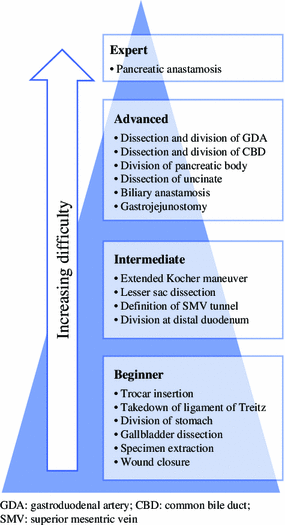 Expert
• Pancreatic anastamosis
Advanced
• Dissection and division of GDA
• Dissection and division of CBD
• Division of pancreatic body
• Dissection of uncinate
• Biliary anastamosis
• Gastrojejunostomy
Increasing difficulty
Intermediate
• Extended Kocher maneuver
• Lesser sac dissection
• Definition of SMV tunnel
• Division at distal duodenum
Beginner
• Trocar insertion
• Takedown of ligament of Treitz
• Division of stomach
• Gallbladder dissection
• Specimen extraction
• Wound closure
GDA: gastroduodenal artery; CBD: common bile duct;
SMV: superior mesentric vein